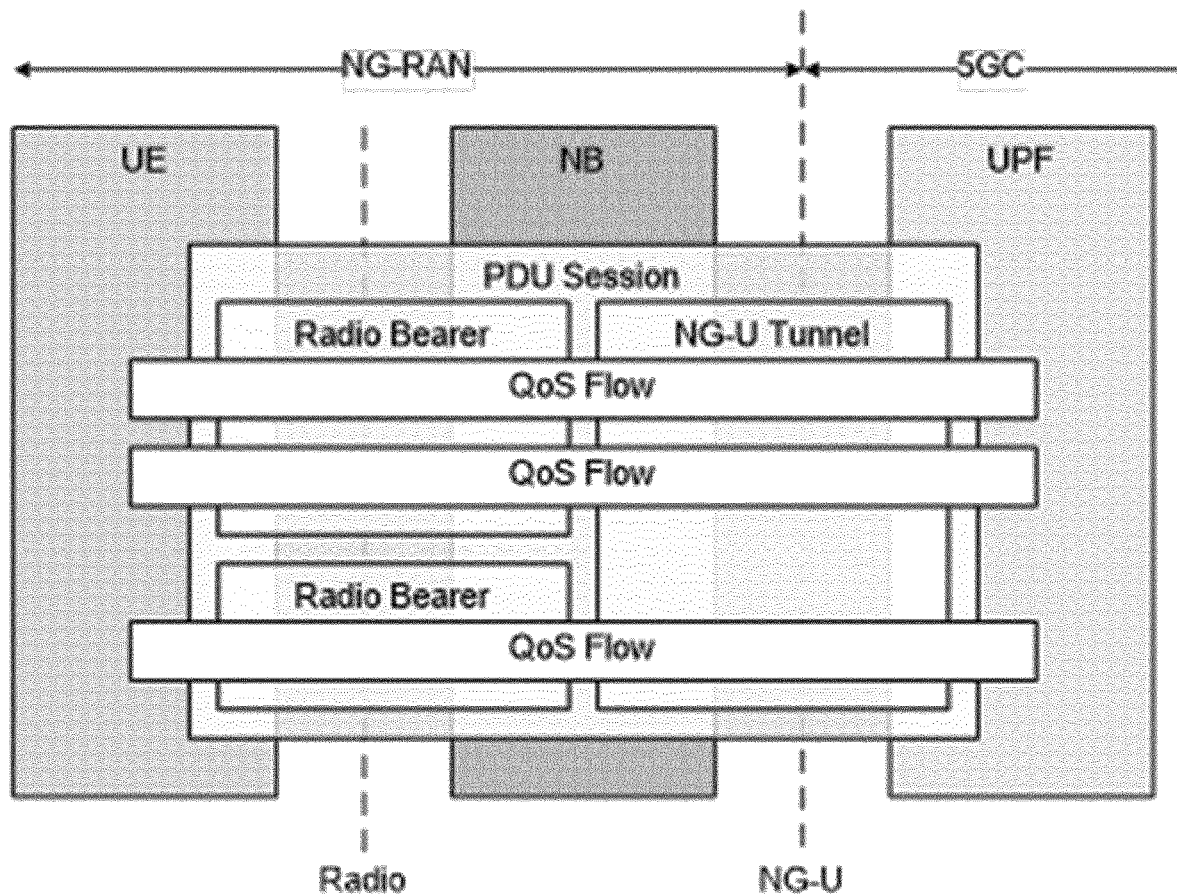 NG-RAN 5GC
UE NB UPF
PDU Session
Radio Bearer NG-U Tunnel
QoS Flow
QoS Flow
Radio Bearer
QoS Flow
Radio NG-U